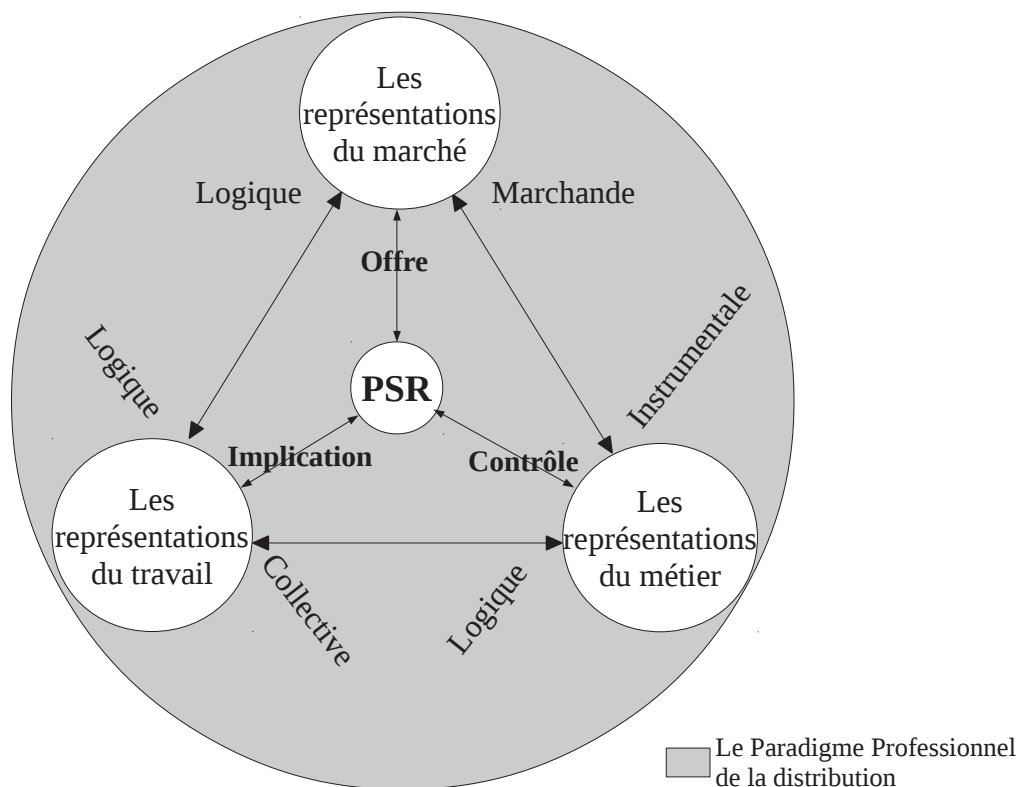 Les
représentations
du marché
Logique
Marchande
Offre
Logique
Instrumentale
PSR
Implication
Contrôle
Les
représentations
du travail
Les
représentations
du métier
Collective
Logique
Le Paradigme Professionnel
de la distribution